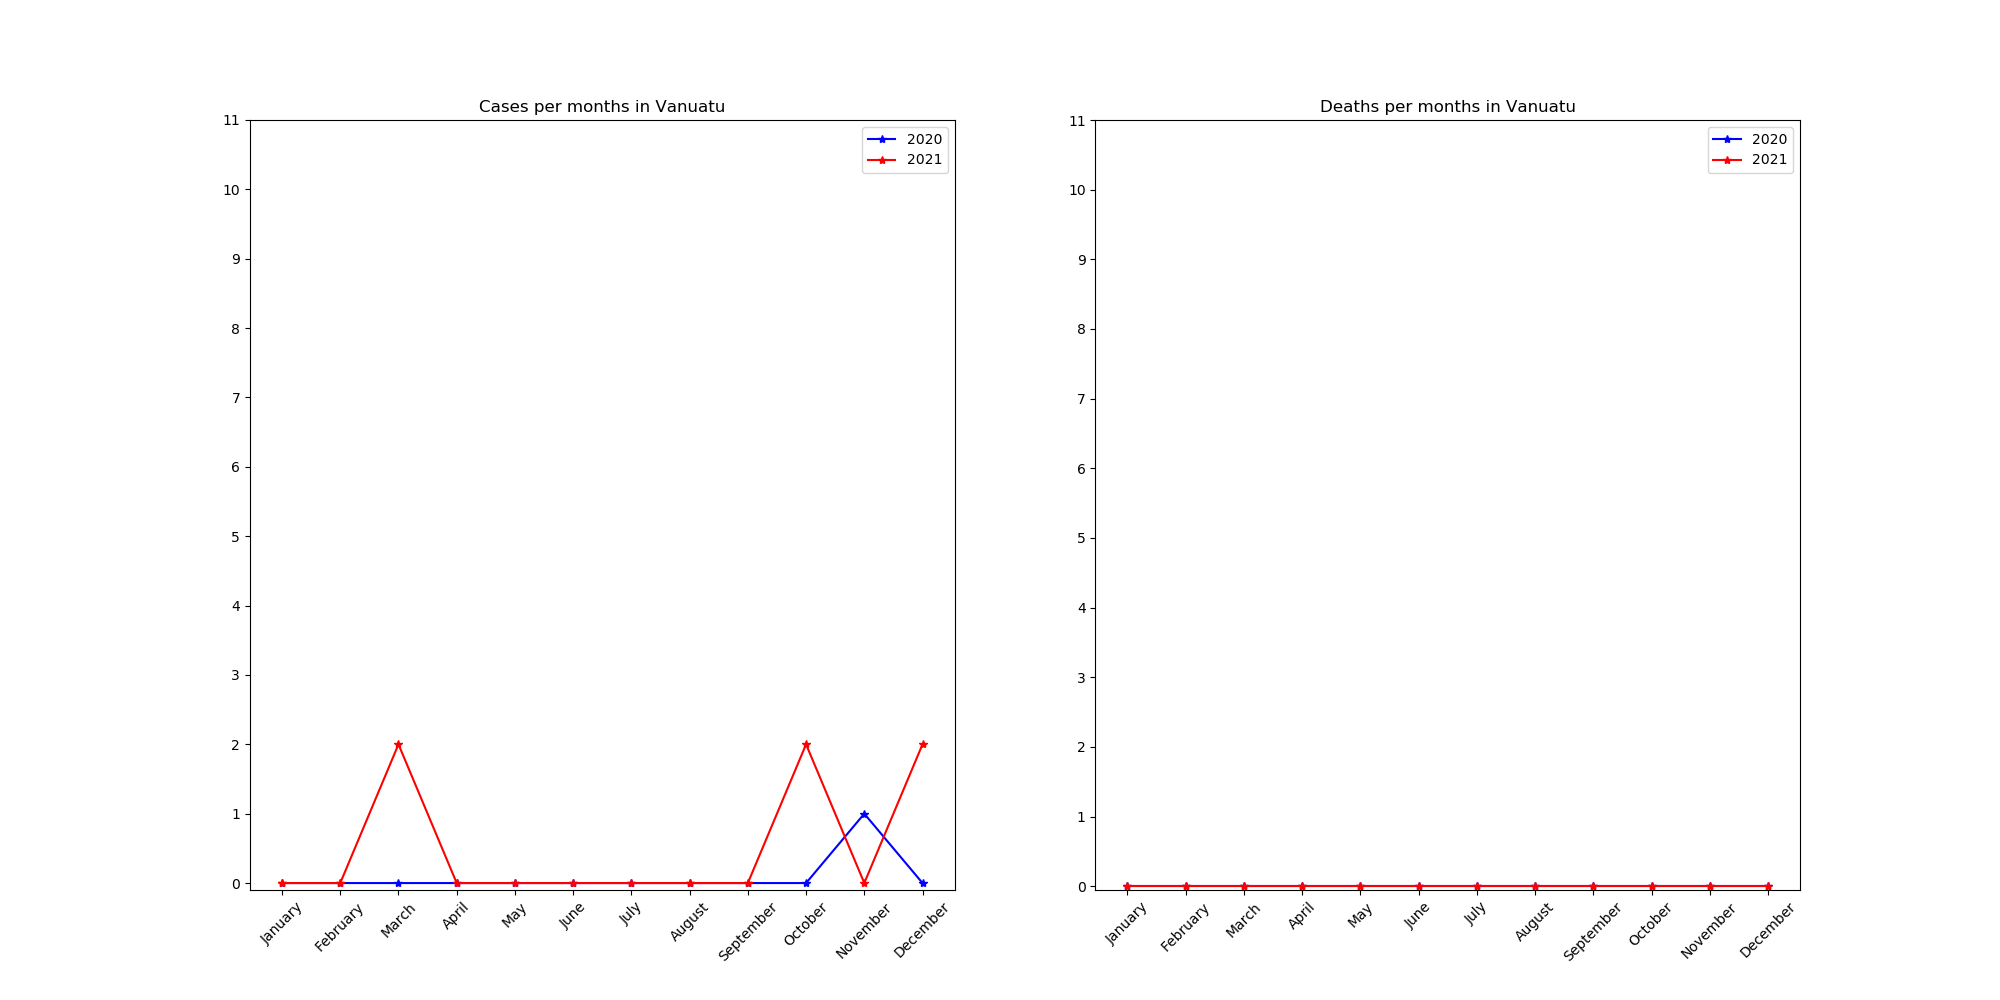 Cases per months in Vanuatu
2020
2021
11
10
9
8
7
6
5
4
3
2
1
0
January
February
March
April
May
June
July
August
September
October
November
December
Deaths per months in Vanuatu
2020
2021
11
10
9
8
7
6
5
4
3
2
1
0
January
February
March
April
May
June
July
August
September
October
November
December